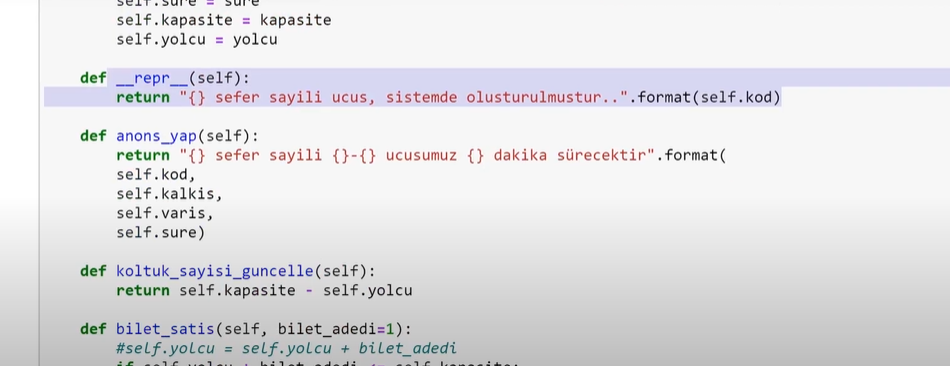 self.sure = sure
self.kapasite = kapasite
self.yolcu = yolcu
def __repr__(self):
return "{} sefer sayili ucus, sistemde olusturulmustur..".format(self.kod)
def anons_yap(self):
return "{} sefer sayili {}-{} ucusumuz {} dakika sürecektir".format(
self.kod,
self.kalkis,
self.varis,
self.sure)
def koltuk_sayisi_guncelle(self):
return self.kapasite - self.yolcu
def bilet_satis(self, bilet_adedi=1):
#self.yolcu = self.yolcu + bilet_adedi
if self.yolcu + bilet_adedi <= self.kapasite: